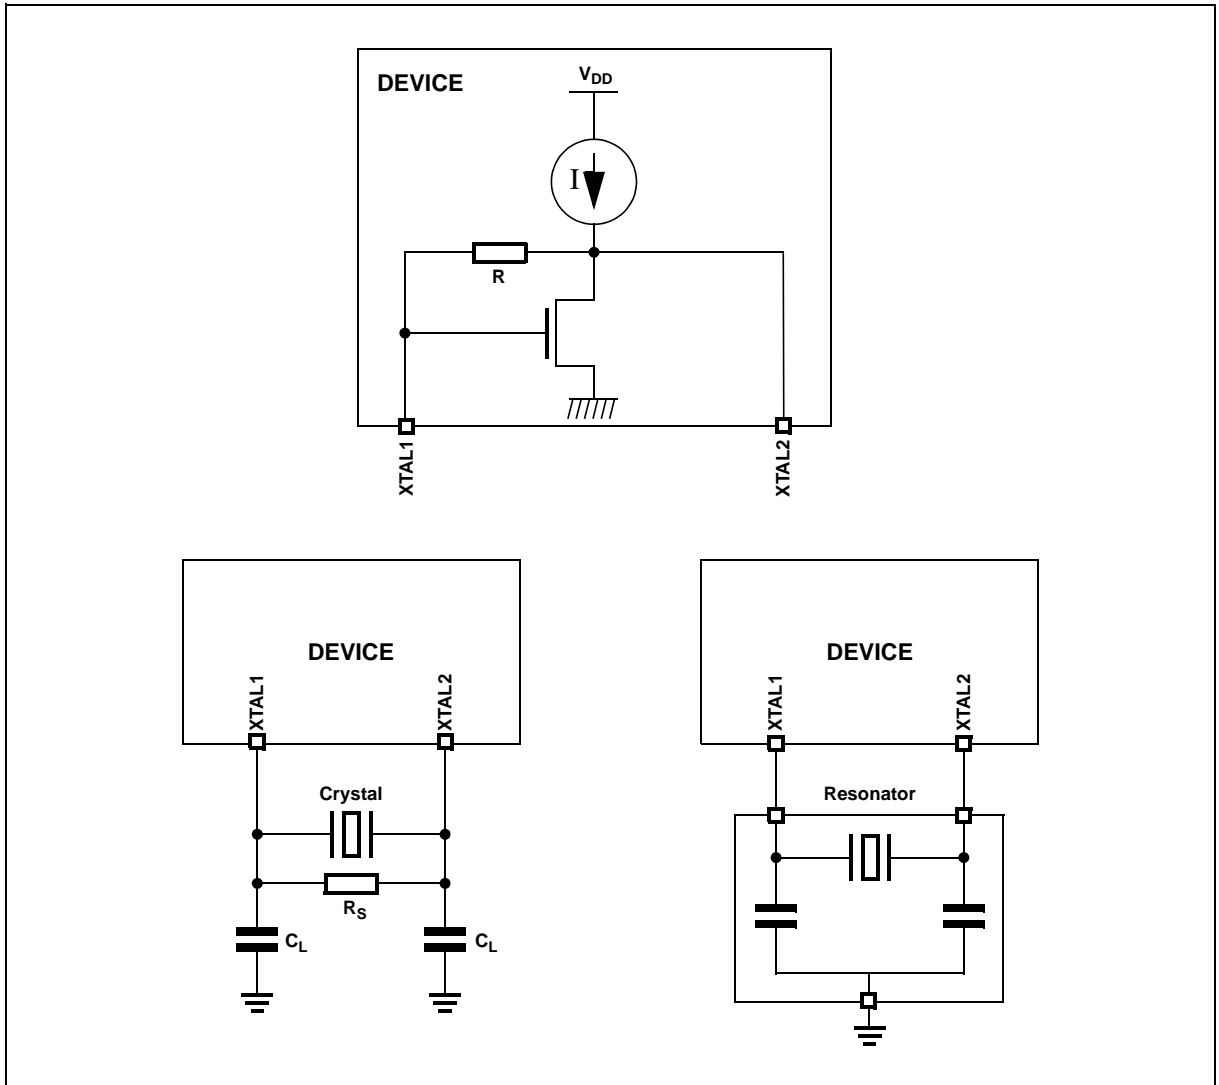 DEVICE
VDD
I
R
XTAL1
XTAL2
DEVICE
XTAL1
XTAL2
Crystal
RS
CL
CL
DEVICE
XTAL1
XTAL2
Resonator